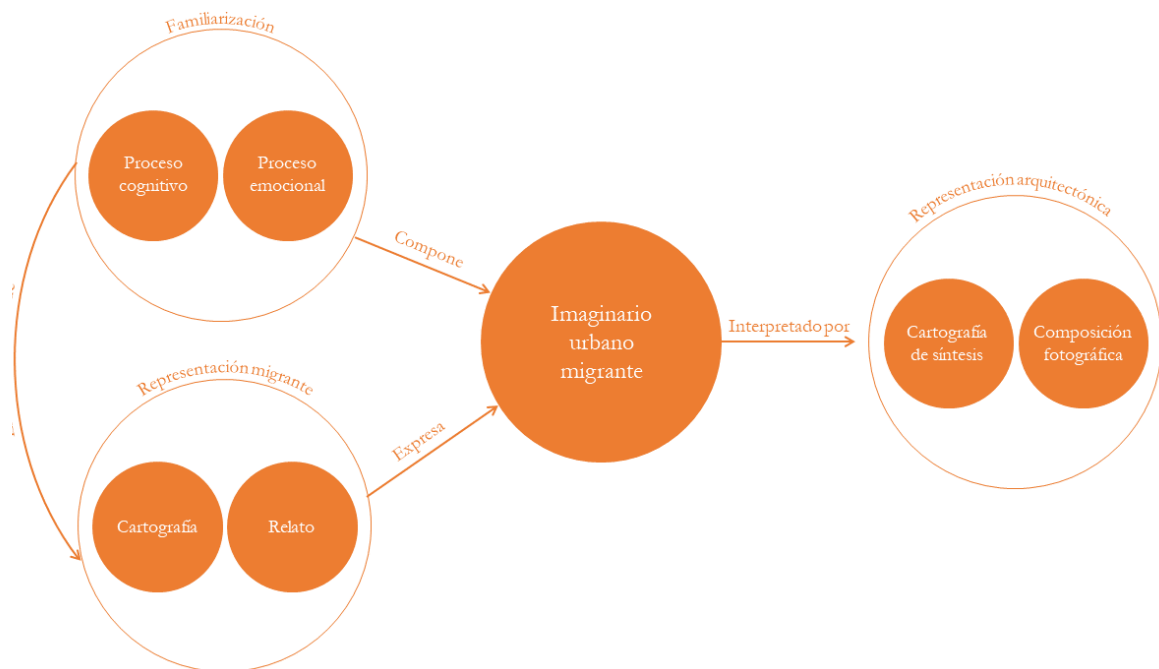 Familiarización
Proceso
cognitivo
Proceso
emocional
Compone
Representación migrante
Cartografía
Relato
Expresa
Imaginario
urbano
migrante
Interpretado por
Representación arquitectónica
Cartografía
de síntesis
Composición
fotográfica